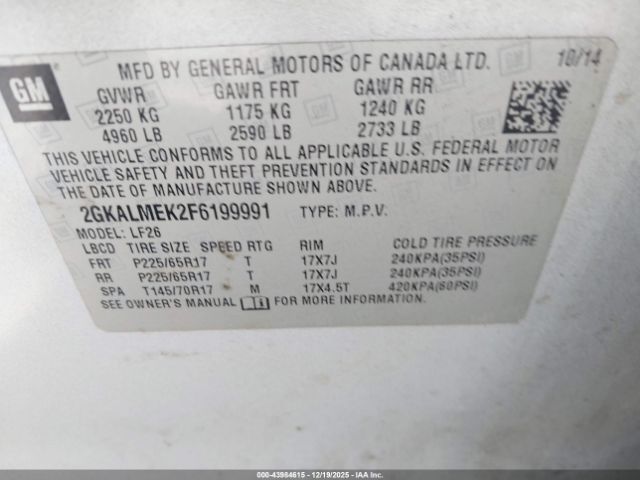 GM
MFD BY GENERAL MOTORS OF CANADA LTD. 10/14
GVWR GAWR FRT GAWR RR
2250 KG 1175 KG 1240 KG
4960 LB 2590 LB 2733 LB
THIS VEHICLE CONFORMS TO ALL APPLICABLE U.S. FEDERAL MOTOR
VEHICLE SAFETY AND THEFT PREVENTION STANDARDS IN EFFECT ON
THE DATE OF MANUFACTURE SHOWN ABOVE.
2GKALMEK2F6199991 TYPE: M.P.V.
MODEL: LF26
LBCD TIRE SIZE SPEED RTG RIM COLD TIRE PRESSURE
FRT P225/65R17 T 17X7J 240KPA(35PSI)
RR P225/65R17 T 17X7J 240KPA(35PSI)
SPA T145/70R17 M 17X4.5T 420KPA(60PSI)
SEE OWNER'S MANUAL FOR MORE INFORMATION.
000-43984615 - 12/19/2025 - IAAI.com